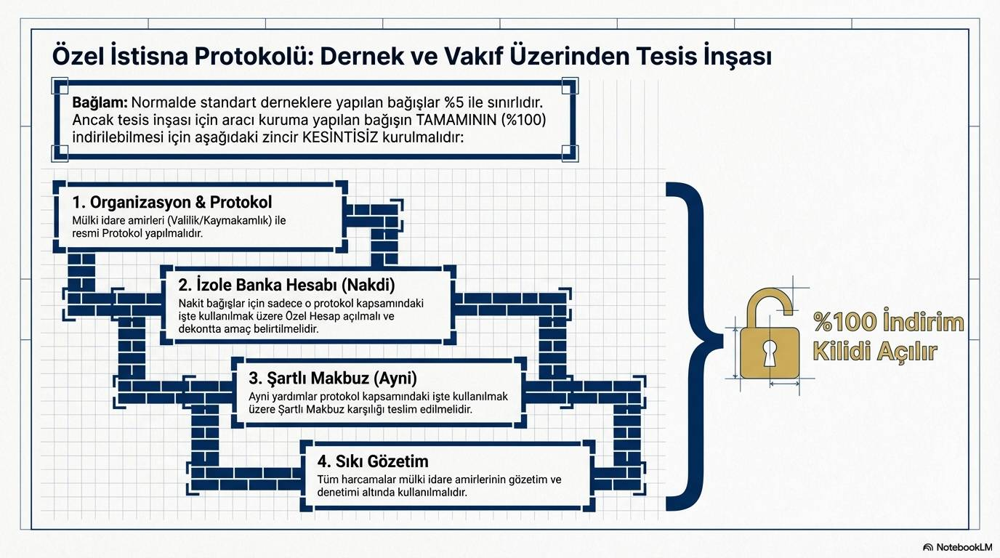 Özel İstisna Protokolü: Dernek ve Vakıf Üzerinden Tesis İnşası
Bağlam: Normalde standart derneklere yapılan bağışlar %5 ile sınırlıdır.
Ancak tesis inşası için aracı kuruma yapılan bağışın TAMAMININ (%100)
indirilebilmesi için aşağıdaki zincir KESİNTİSİZ kurulmalıdır:
1. Organizasyon & Protokol
Mülki idare amirleri (Valilik/Kaymakamlık) ile
resmi Protokol yapılmalıdır.
2. İzole Banka Hesabı (Nakdi)
Nakit bağışlar için sadece o protokol kapsamındaki
işte kullanılmak üzere Özel Hesap açılmalı ve
dekontta amaç belirtilmelidir.
3. Şartlı Makbuz (Ayni)
Ayni yardımlar protokol kapsamındaki işte kullanılmak
üzere Şartlı Makbuz karşılığı teslim edilmelidir.
4. Sıkı Gözetim
Tüm harcamalar mülki idare amirlerinin gözetim ve
denetimi altında kullanılmalıdır.
%100 İndirim
Kilidi Açılır
NotebookLM